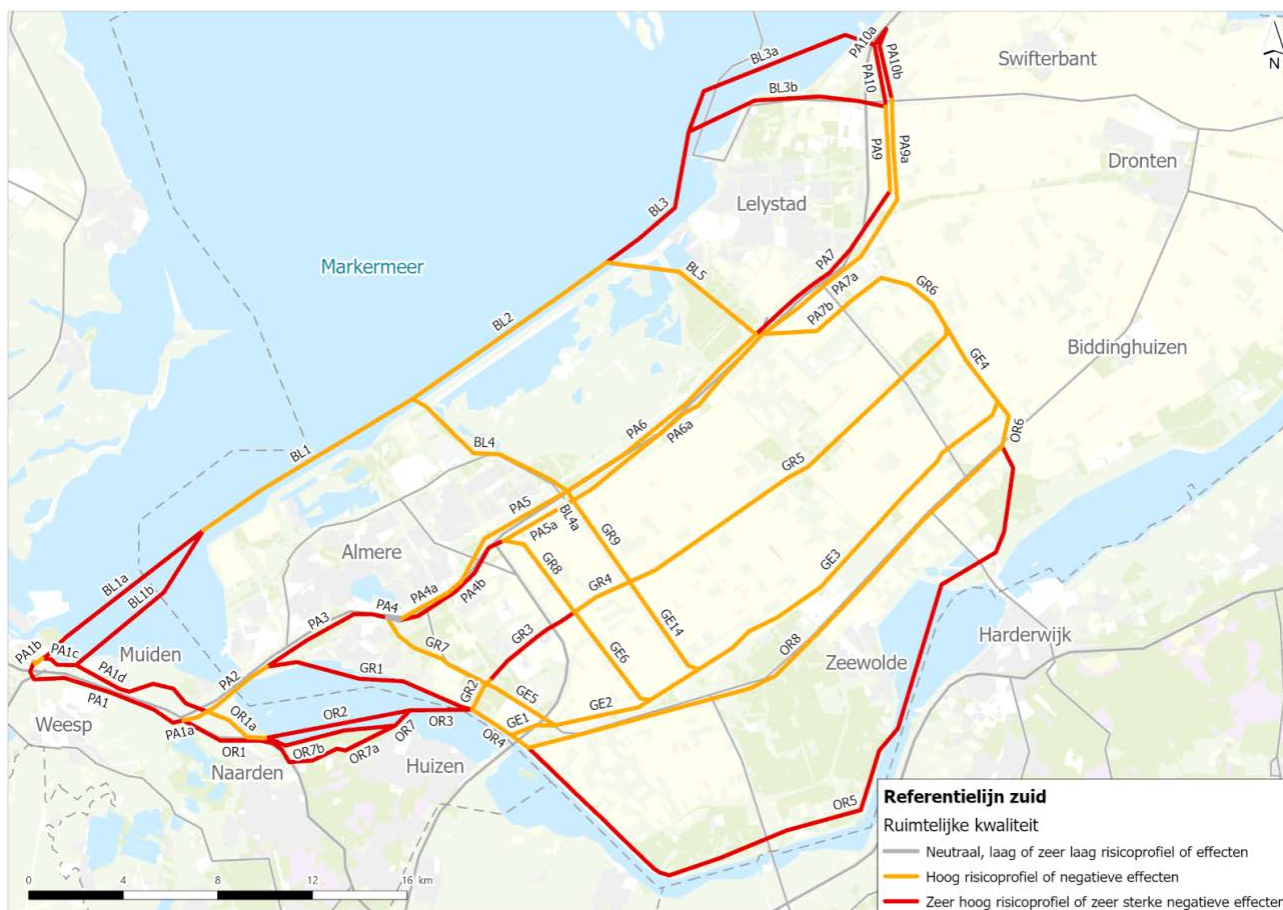 PA10a
Swifterbant
N
BL3a
PA10b
PA10
BL3b
Dronten
PA9
PA9a
Lelystad
BL3
Markermeer
BL5
PA7
PA7a
GR6
BL2
PA7b
Biddinghuizen
GE4
BL1
PA6
PA6a
OR6
BL4
GR5
PA5
BL4a
PA5a
GR9
Almere
GR8
GR4
GE3
BL1a
BL1b
PA4a
PA4b
PA4
PA3
GR3
GE14
Harderwijk
PA1b
PA1c
Muiden
GR7
GE6
OR8
Zeewolde
PA1d
PA2
GR1
GR2
GE5
PA1
Weesp
OR1a
OR2
OR3
GE2
GE1
PA1a
OR4
OR1
OR7b
OR7
OR7a
Naarden
Huizen
OR5
Referentielijn zuid
Ruimtelijke kwaliteit
Neutraal, laag of zeer laag risicoprofiel of effecten
Hoog risicoprofiel of negatieve effecten
Zeer hoog risicoprofiel of zeer sterke negatieve effecten
0 4 8 12 16 km